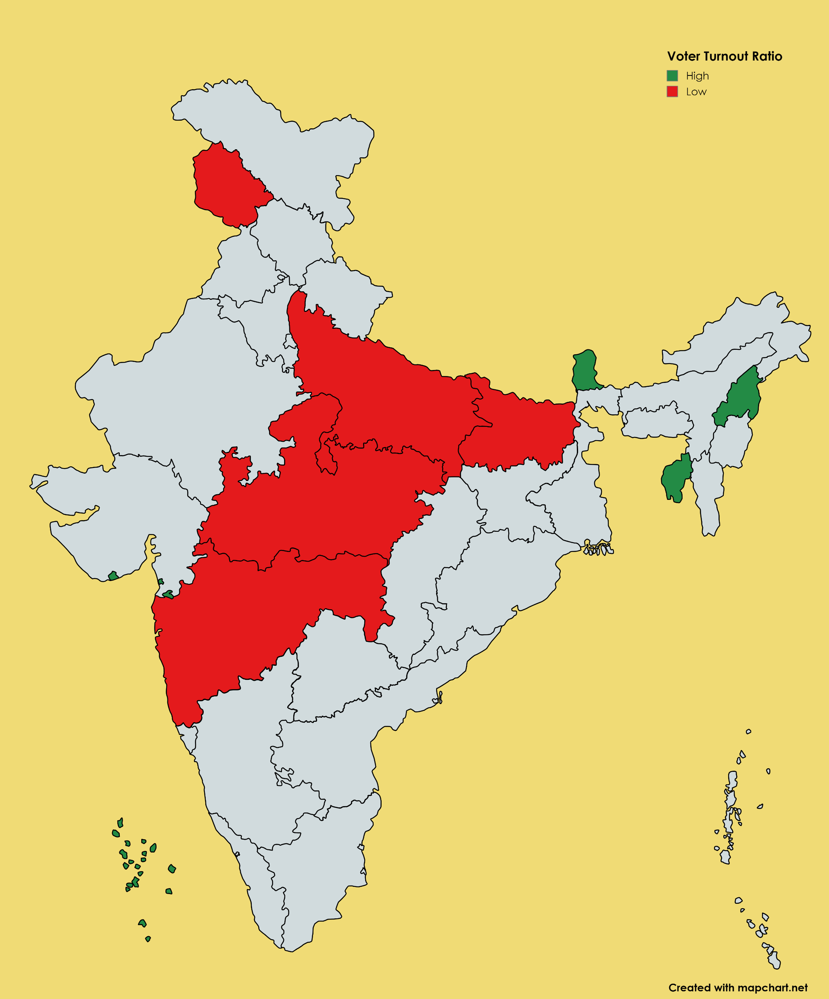 Voter Turnout Ratio
High
Low
Created with mapchart.net